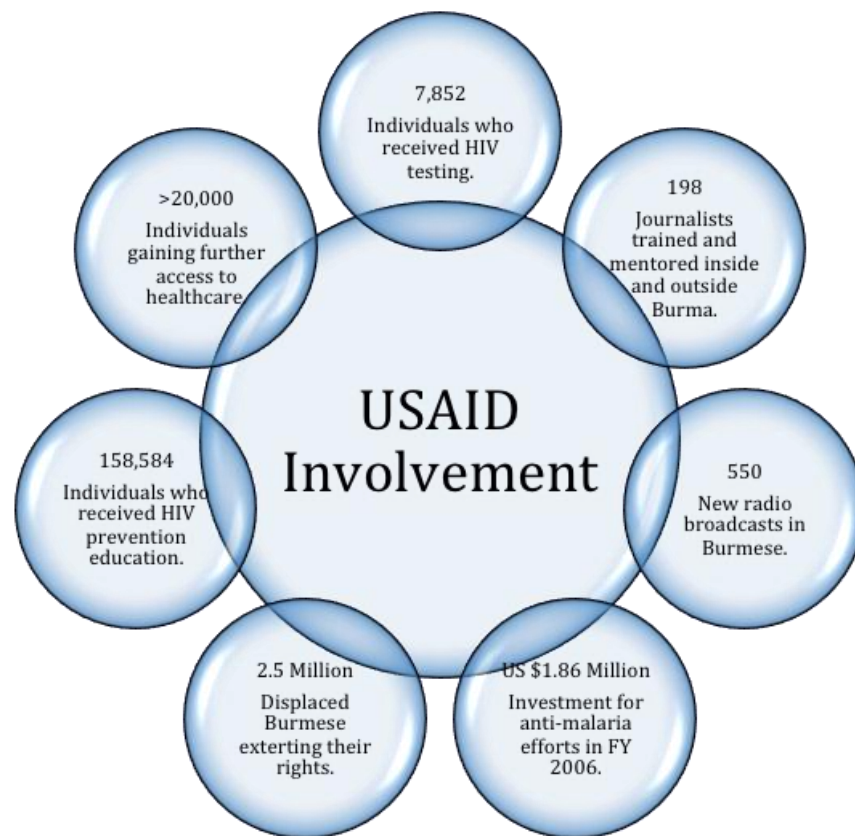 7,852
Individuals who
received HIV
testing.
198
Journalists
trained and
mentored inside
and outside
Burma.
550
New radio
broadcasts in
Burmese.
US $1.86 Million
Investment for
anti-malaria
efforts in FY
2006.
2.5 Million
Displaced
Burmese
exterting their
rights.
158,584
Individuals who
received HIV
prevention
education.
>20,000
Individuals
gaining further
access to
healthcare
USAID
Involvement